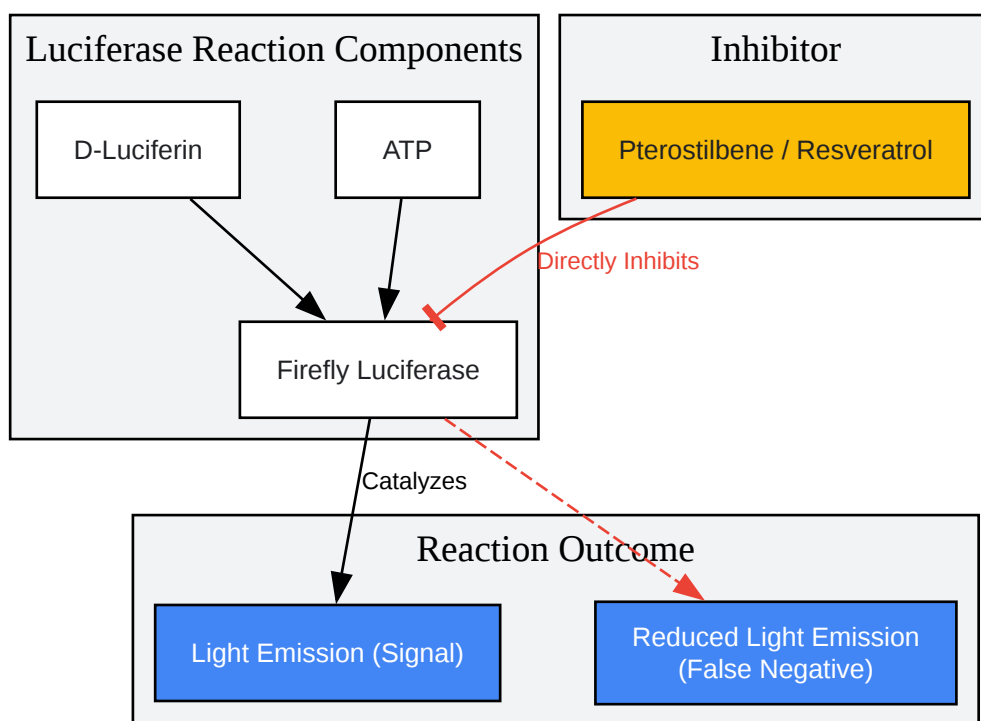 Luciferase Reaction Components
Inhibitor
D-Luciferin
ATP
Pterostilbene / Resveratrol
Directly Inhibits
Firefly Luciferase
Catalyzes
Reaction Outcome
Light Emission (Signal)
Reduced Light Emission
(False Negative)